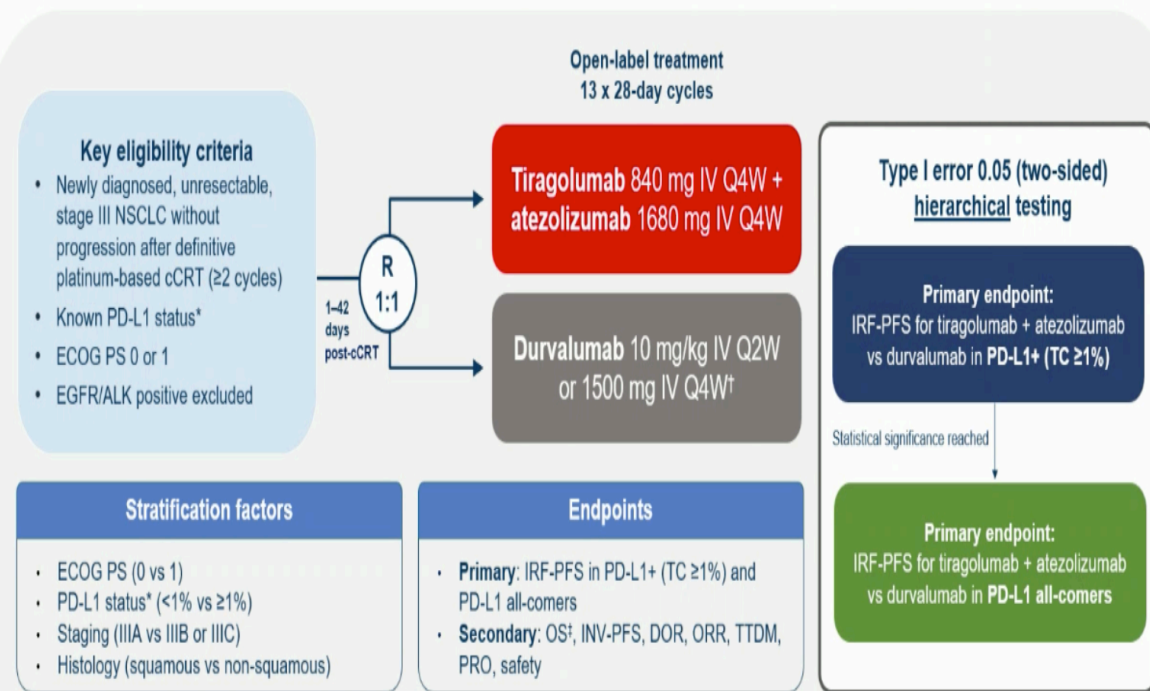 Open-label treatment
13 x 28-day cycles
Key eligibility criteria
• Newly diagnosed, unresectable,
stage III NSCLC without
progression after definitive
platinum-based cCRT (≥2 cycles)
• Known PD-L1 status*
• ECOG PS 0 or 1
• EGFR/ALK positive excluded
1–42
days
post-cCRT
R
1:1
Tiragolumab 840 mg IV Q4W +
atezolizumab 1680 mg IV Q4W
Durvalumab 10 mg/kg IV Q2W
or 1500 mg IV Q4W†
Type I error 0.05 (two-sided)
hierarchical testing
Primary endpoint:
IRF-PFS for tiragolumab + atezolizumab
vs durvalumab in PD-L1+ (TC ≥1%)
Statistical significance reached
Primary endpoint:
IRF-PFS for tiragolumab + atezolizumab
vs durvalumab in PD-L1 all-comers
Stratification factors
• ECOG PS (0 vs 1)
• PD-L1 status* (<1% vs ≥1%)
• Staging (IIIA vs IIIB or IIIC)
• Histology (squamous vs non-squamous)
Endpoints
• Primary: IRF-PFS in PD-L1+ (TC ≥1%) and
PD-L1 all-comers
• Secondary: OS‡, INV-PFS, DOR, ORR, TTDM,
PRO, safety